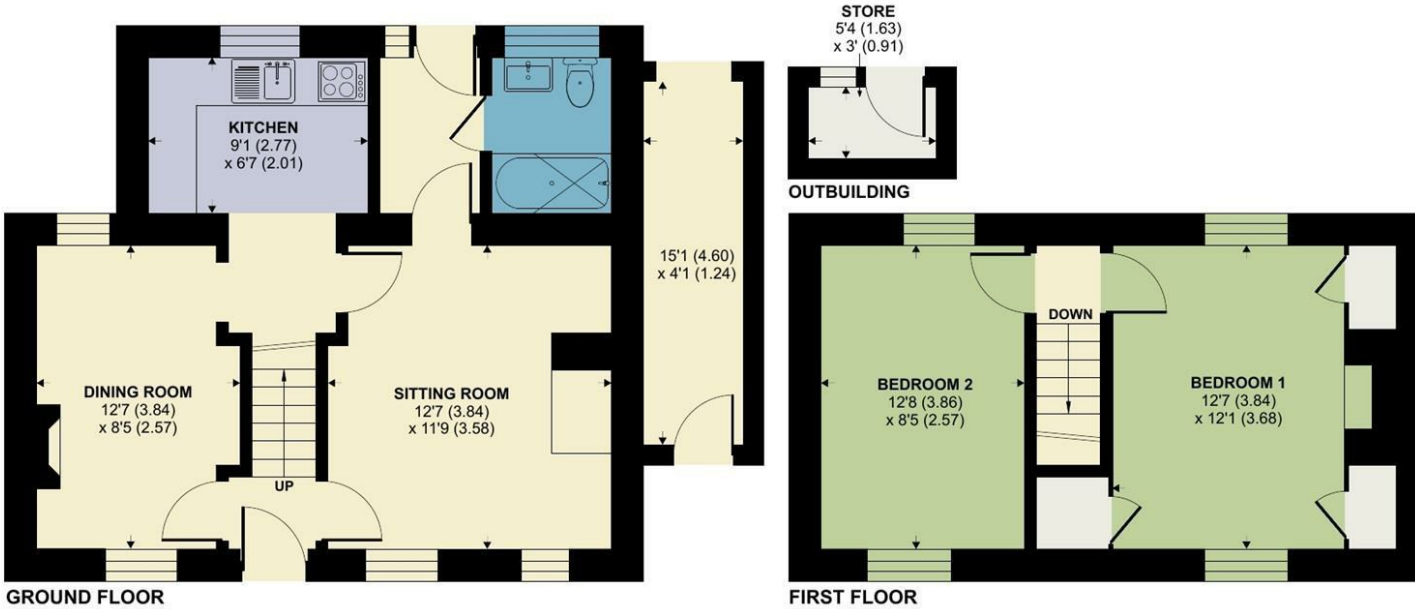 STORE
5'4 (1.63)
x 3' (0.91)
OUTBUILDING
KITCHEN
9'1 (2.77)
x 6'7 (2.01)
15'1 (4.60)
x 4'1 (1.24)
DINING ROOM
12'7 (3.84)
x 8'5 (2.57)
UP
SITTING ROOM
12'7 (3.84)
x 11'9 (3.58)
GROUND FLOOR
BEDROOM 2
12'8 (3.86)
x 8'5 (2.57)
DOWN
BEDROOM 1
12'7 (3.84)
x 12'1 (3.68)
FIRST FLOOR